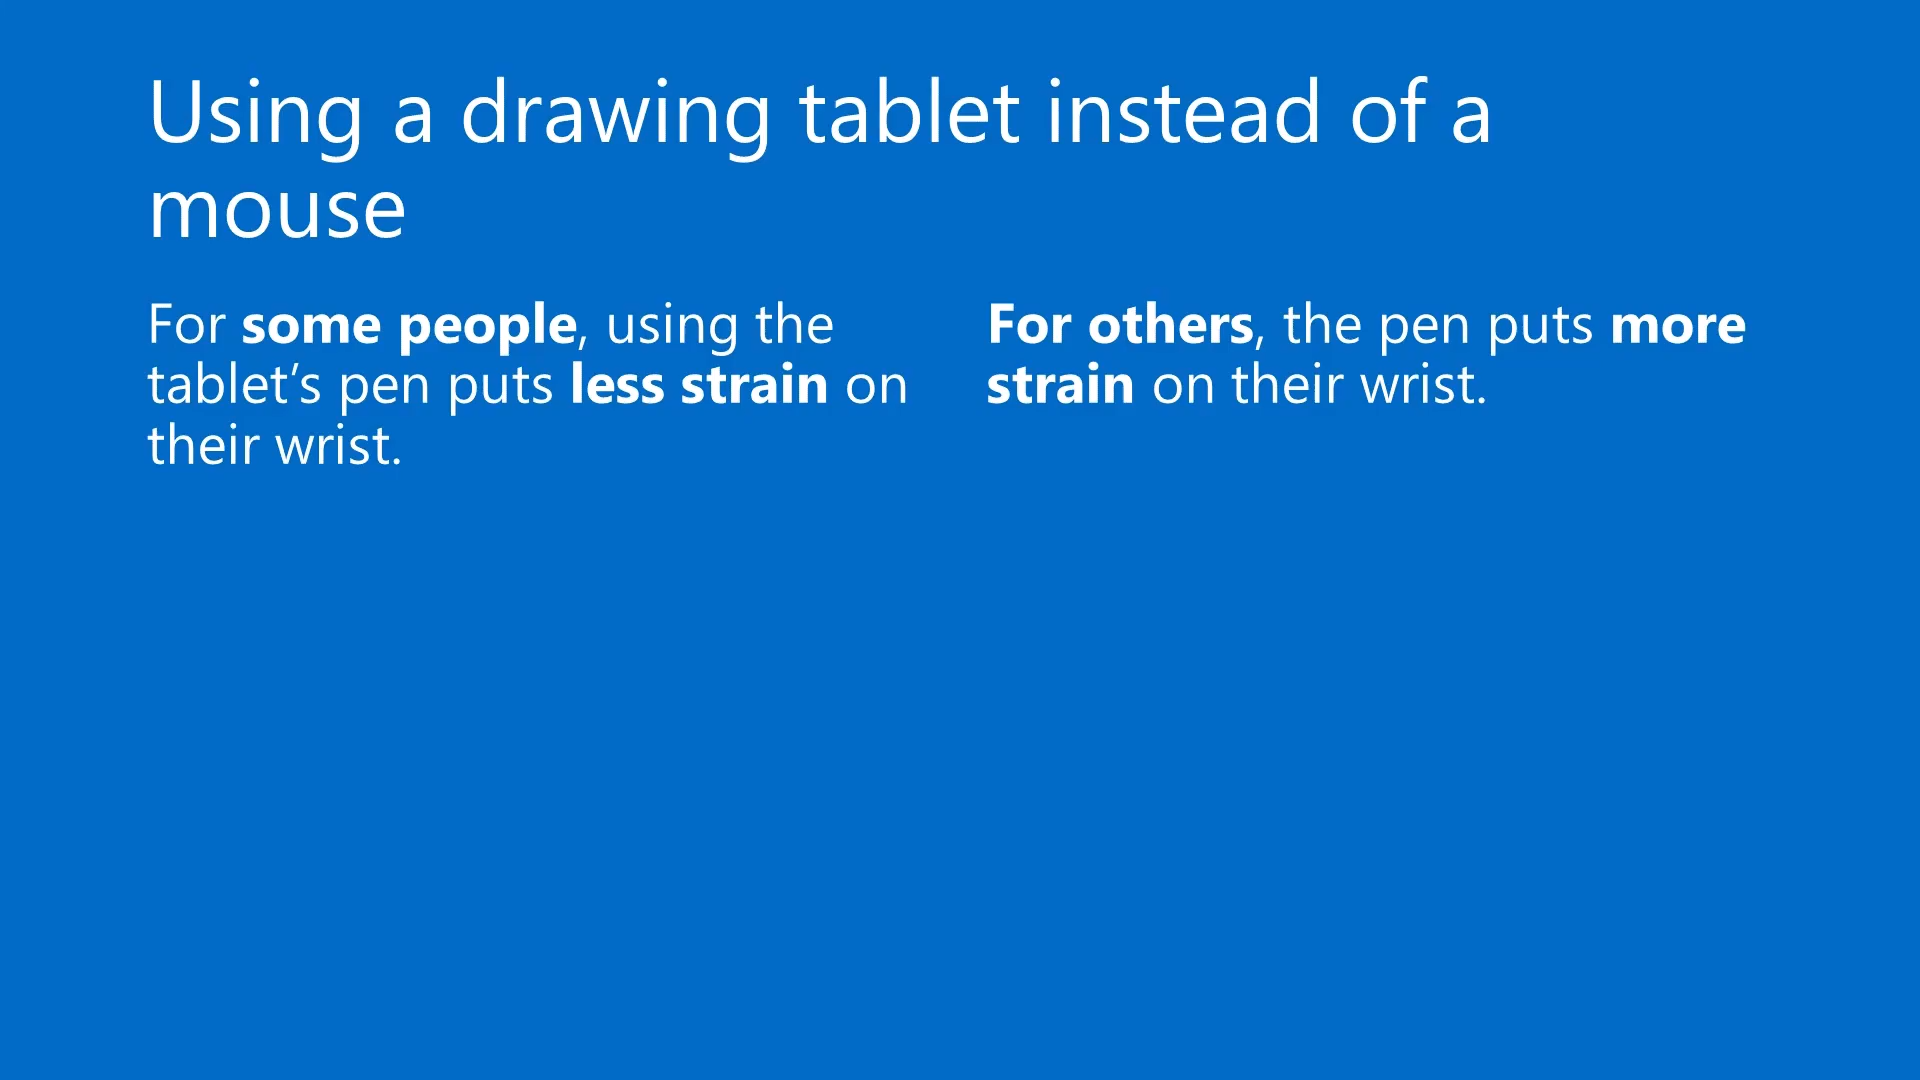 Using a drawing tablet instead of a
mouse
For some people, using the
tablet’s pen puts less strain on
their wrist.
For others, the pen puts more
strain on their wrist.